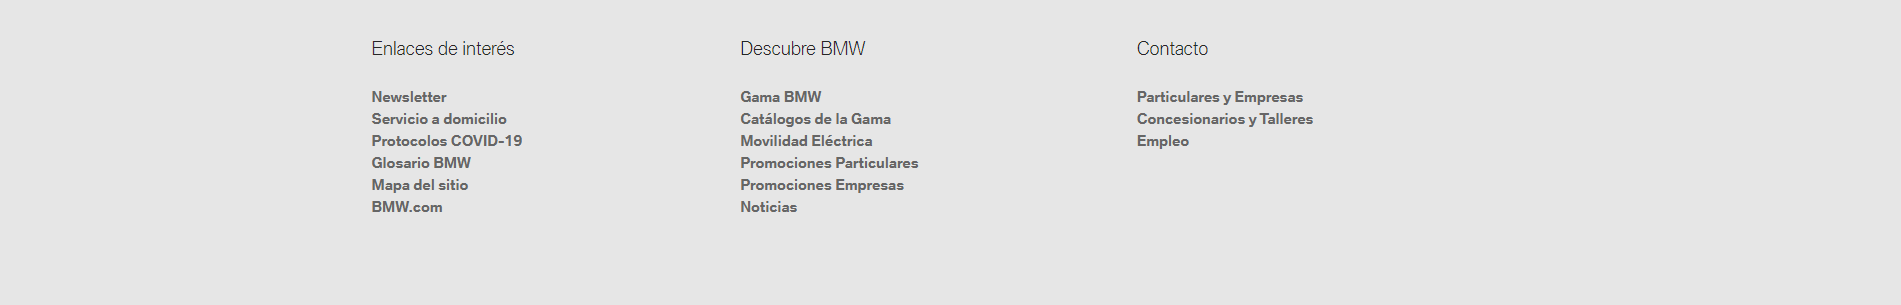 Enlaces de interés
Newsletter
Servicio a domicilio
Protocolos COVID-19
Glosario BMW
Mapa del sitio
BMW.com
Descubre BMW
Gama BMW
Catálogos de la Gama
Movilidad Eléctrica
Promociones Particulares
Promociones Empresas
Noticias
Contacto
Particulares y Empresas
Concesionarios y Talleres
Empleo